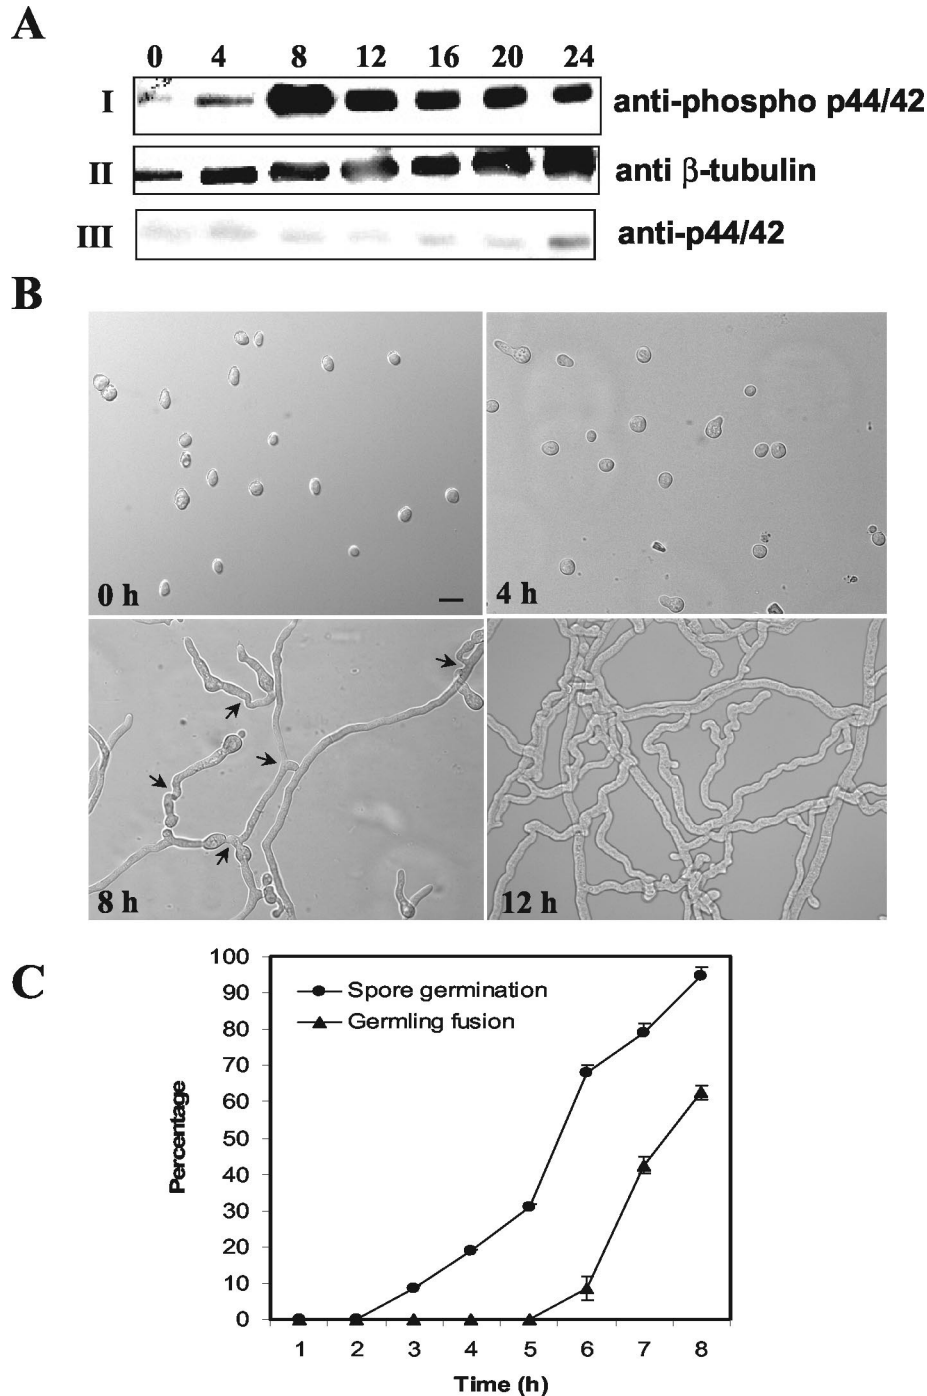 A
0 4 8 12 16 20 24
I anti-phospho p44/42
II anti β-tubulin
III anti-p44/42
B
0 h
4 h
8 h
12 h
C
100
90
80
70
60
50
40
30
20
10
0
Spore germination
Germling fusion
Percentage
1 2 3 4 5 6 7 8
Time (h)